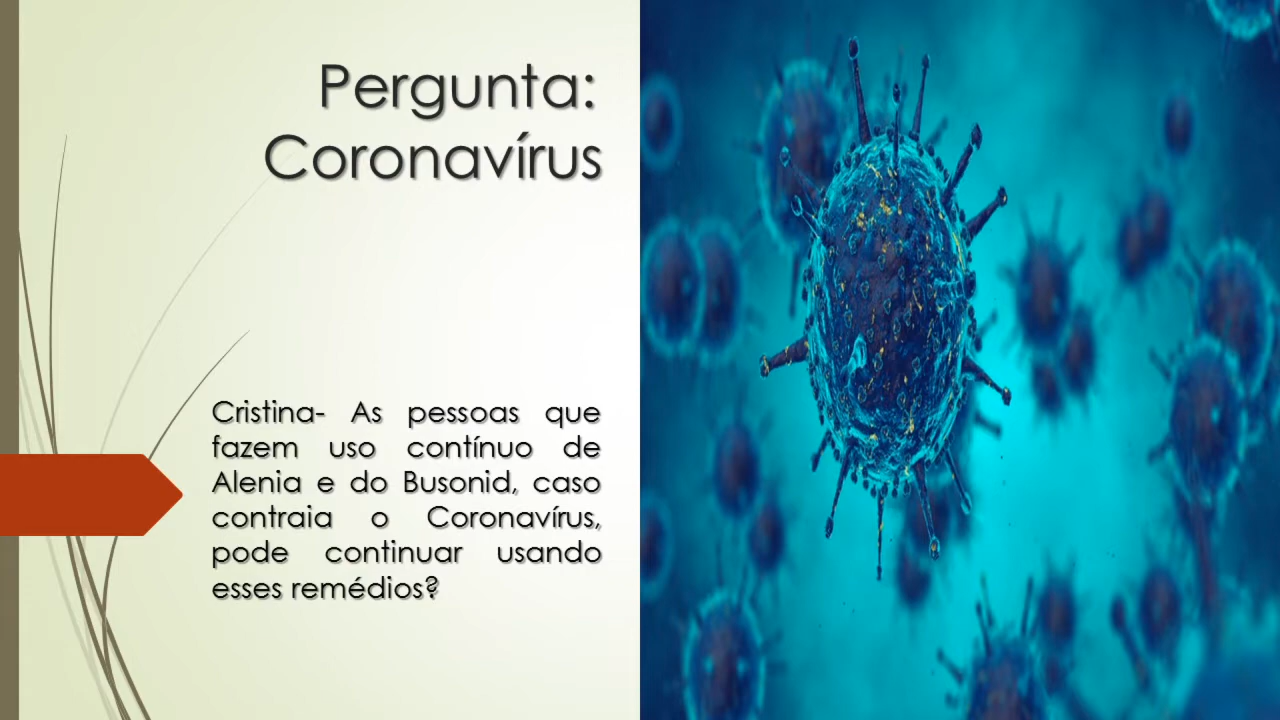 Pergunta:
Coronavírus
Cristina- As pessoas que
fazem uso contínuo de
Alenia e do Busonid, caso
contraia o Coronavírus,
pode continuar usando
esses remédios?